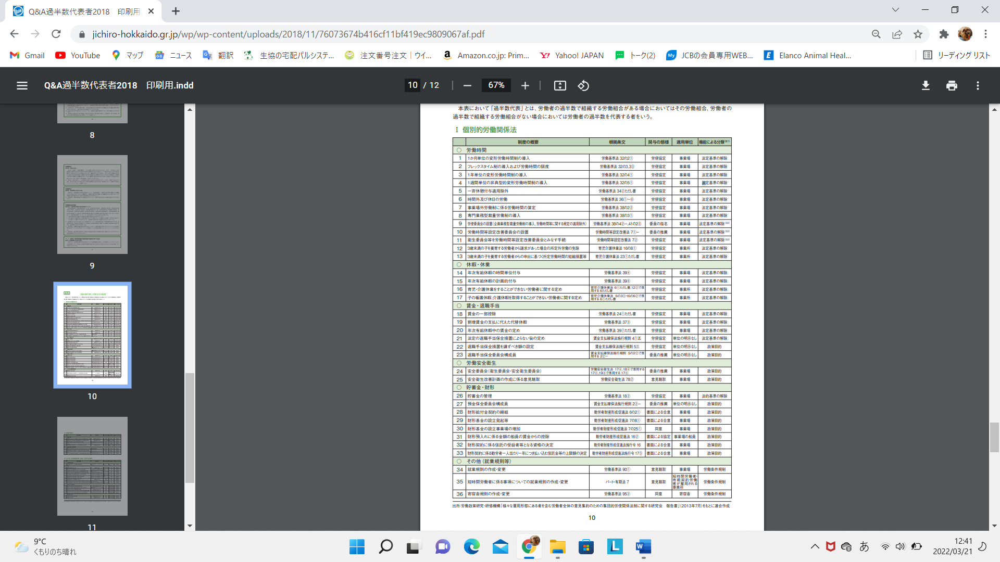 Q&A過半数代表者2018　印刷用
jichiro-hokkaido.gr.jp/wp/wp-content/uploads/2018/11/76073674b416cf11bf419ec9809067af.pdf
Gmail YouTube マップ ニュース 翻訳 生協の宅配パルシステ... 注文番号注文｜ウイ... Amazon.co.jp: Prim... Yahoo! JAPAN トーク(2) JCBの会員専用WEB... Elanco Animal Heal... リーディング リスト
Q&A過半数代表者2018　印刷用.indd 10 / 12 67%
8
9
10
11
本表において「過半数代表」とは、労働者の過半数で組織する労働組合がある場合においてはその労働組合、労働者の
過半数で組織する労働組合がない場合においては労働者の過半数を代表する者をいう。
Ⅰ 個別的労働関係法
制度の概要 根拠条文 関与の態様 適用単位 機能による分類(※1)
○ 労働時間
1 1か月単位の変形労働時間制の導入 労働基準法 32の2① 労使協定 事業場 法定基準の解除
2 フレックスタイム制の導入および労働時間の限度 労働基準法 32の3.3③ 労使協定 事業場 法定基準の解除
3 1年単位の変形労働時間制の導入 労働基準法 32の4① 労使協定 事業場 法定基準の解除
4 1週間単位の非典型的変形労働時間制の導入 労働基準法 32の5① 労使協定 事業場 法定基準の解除
5 一斉休憩付与適用除外 労働基準法 34②ただし書 労使協定 事業場 法定基準の解除
6 時間外及び休日の労働 労働基準法 36①〜⑥ 労使協定 事業場 法定基準の解除
7 事業場外労働制に係る労働時間の算定 労働基準法 38の2② 労使協定 事業場 法定基準の解除
8 専門業務型裁量労働制の導入 労働基準法 38の3① 労使協定 事業場 法定基準の解除
9 労使委員会の設置(企画業務型裁量労働制の導入、労働時間等に関する規定の適用除外) 労働基準法 38の4②一、41の2③ 委員の指名 事業場 法定基準の解除(※2)
10 労働時間等設定改善委員会の設置 労働時間等設定改善法 7①一 委員の推薦 事業場 法定基準の解除(※2)
11 衛生委員会等を労働時間等設定改善委員会とみなす手続 労働時間等設定改善法 7② 労使協定 事業場 法定基準の解除(※2)
12 3歳未満の子を養育する労働者から請求があった場合の所定外労働の免除 育児介護休業法 16の8① 労使協定 事業所 法定基準の解除
13 3歳未満の子を養育する労働者からの申出に基づく所定労働時間の短縮措置等 育児介護休業法 23①ただし書 労使協定 事業所 法定基準の解除
○ 休暇・休業
14 年次有給休暇の時間単位付与 労働基準法 39④ 労使協定 事業場 法定基準の解除
15 年次有給休暇の計画的付与 労働基準法 39⑥ 労使協定 事業場 法定基準の解除
16 育児・介護休業をすることができない労働者に関する定め 育児介護休業法 6①ただし書、12②で準用する 6ただし書 労使協定 事業所 法定基準の解除
17 子の看護休暇、介護休暇を取得することができない労働者に関する定め 育児介護休業法 6の3②・16の6②で準用する 6①ただし書 労使協定 事業所 法定基準の解除
○ 賃金・退職手当
18 賃金の一部控除 労働基準法 24①ただし書 労使協定 事業場 法定基準の解除
19 割増賃金の支払に代えた代替休暇 労働基準法 37③ 労使協定 事業場 法定基準の解除
20 年次有給休暇中の賃金の定め 労働基準法 39⑦ただし書 労使協定 事業場 法定基準の解除
21 法定の退職手当保全措置によらない旨の定め 賃金支払確保法施行規則 4①五 労使協定 単位の明示なし 法定基準の解除
22 退職手当保全措置を講ずべき額の設定 賃金支払確保法施行規則 5三 労使協定 単位の明示なし 政策目的
23 退職手当保全委員会構成員 賃金支払確保法施行規則 5の2②で準用する 2②一 委員の推薦 単位の明示なし 政策目的
○ 労働安全衛生
24 安全委員会(衛生委員会・安全衛生委員会) 労働安全衛生法 17④、18④で準用する 17④、19④で準用する 17④ 委員の推薦 事業場 政策目的
25 安全衛生改善計画の作成に係る意見聴取 労働安全衛生法 78② 意見聴取 事業場 政策目的
○ 貯蓄金・財形
26 貯蓄金の管理 労働基準法 18② 労使協定 事業場 法的基準の解除
27 預金保全委員会構成員 賃金支払確保法施行規則 2②一 委員の推薦 単位の明示なし 政策目的
28 財形給付金契約の締結 勤労者財産形成促進法 6の2① 書面による合意 事業場 政策目的
29 財形基金の設立発起等 勤労者財産形成促進法 7の8① 書面による合意 事業場 政策目的
30 財形基金の設立事業場の増加 勤労者財産形成促進法 7の25① 同意 事業場 政策目的
31 財形預入れに係る金額の船員の賃金からの控除 勤労者財産形成促進法 16② 書面による協定 事業場の船員 政策目的
32 財形契約に係る信託の受益者等となる資格の決定 勤労者財産形成促進法施行令 16 書面による合意 事業場 政策目的
33 財形契約に係る勤労者一人当たり一年につき払い込む信託金等の上限額の決定 勤労者財産形成促進法施行令 17③ 書面による合意 事業場 政策目的
○ その他(就業規則等)
34 就業規則の作成・変更 労働基準法 90① 意見聴取 事業場 労働条件規制
35 短時間労働者に係る事項についての就業規則の作成・変更 パート・有期法 7 意見聴取 短時間労働者・有期契約労働者が雇用される事業所 労働条件規制
36 寄宿舎規則の作成・変更 労働基準法 95② 同意 寄宿舎 労働条件規制
出所:労働政策研究・研修機構「様々な雇用形態にある者を含む労働者全体の意見集約のための集団的労使関係法制に関する研究会　報告書」(2013年7月)をもとに連合作成
10
9°C
くもりのち晴れ
あ
12:41
2022/03/21